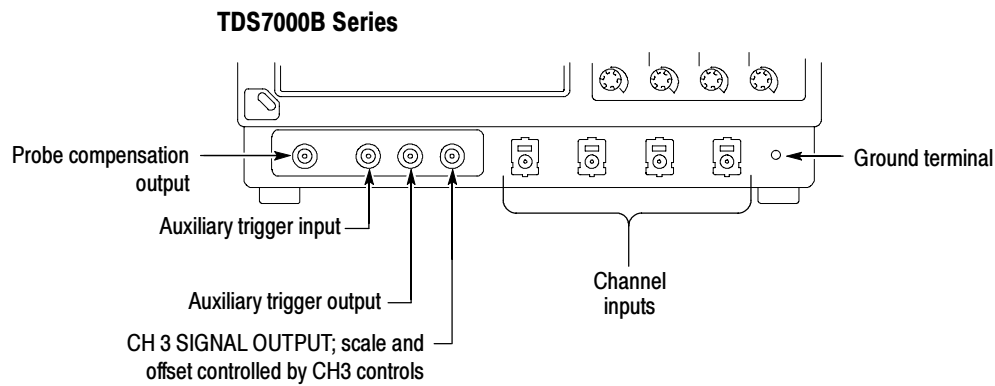 TDS7000B Series
Probe compensation
output
Ground terminal
Auxiliary trigger input
Auxiliary trigger output
Channel
inputs
CH 3 SIGNAL OUTPUT; scale and
offset controlled by CH3 controls